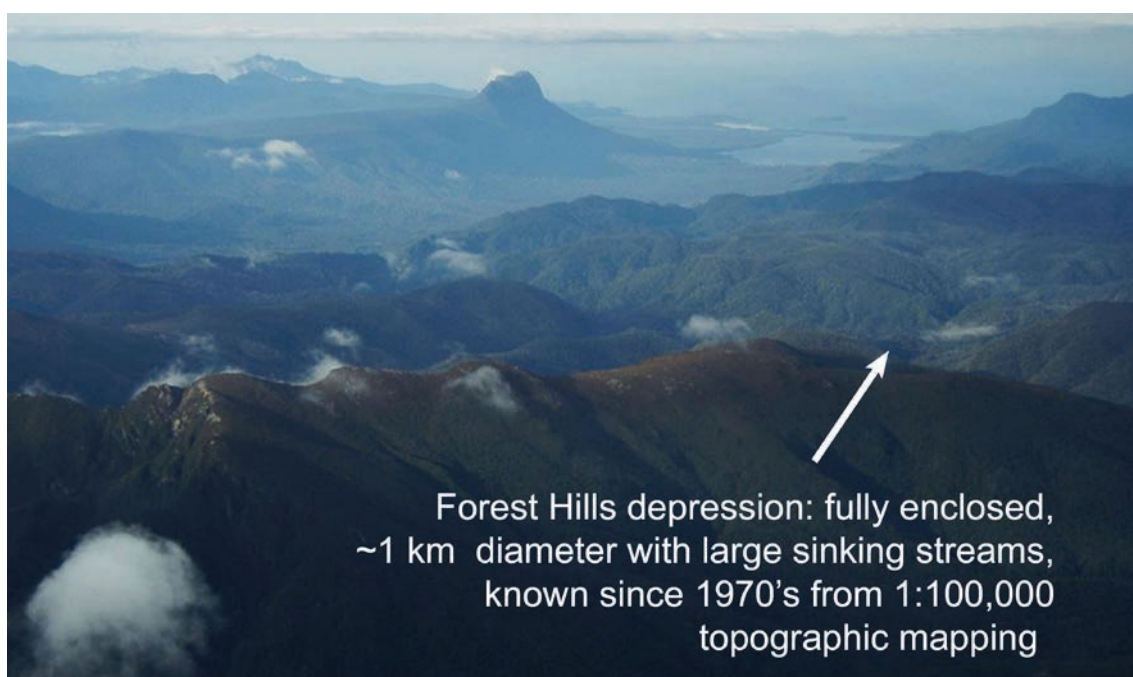 Forest Hills depression: fully enclosed,
~1 km diameter with large sinking streams,
known since 1970's from 1:100,000
topographic mapping